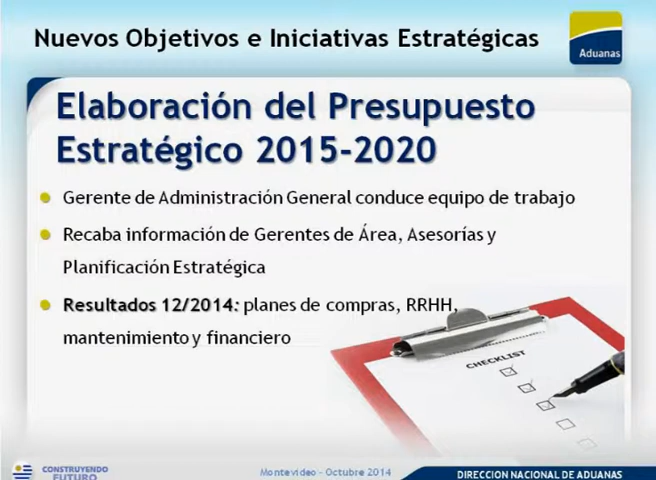 Nuevos Objetivos e Iniciativas Estratégicas
Aduanas
Elaboración del Presupuesto
Estratégico 2015-2020
Gerente de Administración General conduce equipo de trabajo
Recaba información de Gerentes de Área, Asesorías y
Planificación Estratégica
Resultados 12/2014: planes de compras, RRHH,
mantenimiento y financiero
CHECKLIST
CONSTRUYENDO
FUTURO
Montevideo - Octubre 2014
DIRECCION NACIONAL DE ADUANAS